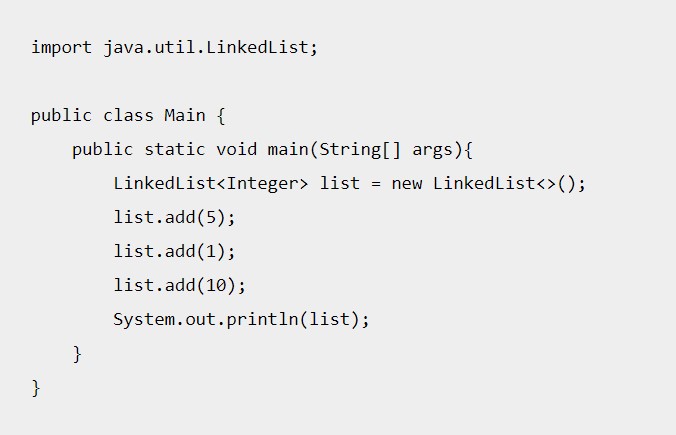 import java.util.LinkedList;
public class Main {
    public static void main(String[] args){
        LinkedList<Integer> list = new LinkedList<>();
        list.add(5);
        list.add(1);
        list.add(10);
        System.out.println(list);
    }
}